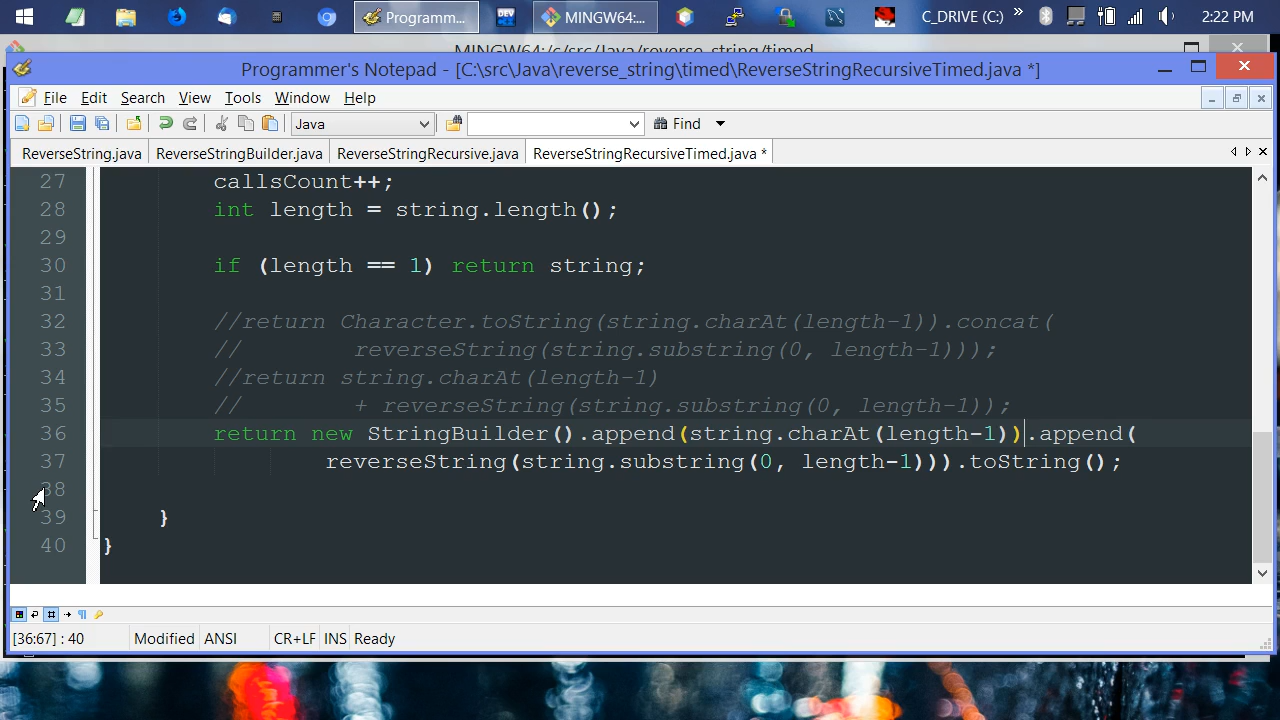 Programm...
MINGW64:...
C_DRIVE (C:)
2:22 PM
MINGW64:/c/src/Java/reverse_string/timed
Programmer's Notepad - [C:\src\Java\reverse_string\timed\ReverseStringRecursiveTimed.java *]
File Edit Search View Tools Window Help
Java
Find
ReverseString.java ReverseStringBuilder.java ReverseStringRecursive.java ReverseStringRecursiveTimed.java *
27 callsCount++;
28 int length = string.length();
29
30 if (length == 1) return string;
31
32 //return Character.toString(string.charAt(length-1)).concat(
33 // reverseString(string.substring(0, length-1)));
34 //return string.charAt(length-1)
35 // + reverseString(string.substring(0, length-1));
36 return new StringBuilder().append(string.charAt(length-1)).append(
37 reverseString(string.substring(0, length-1))).toString();
38
39 }
40 }
[36:67] : 40 Modified ANSI CR+LF INS Ready